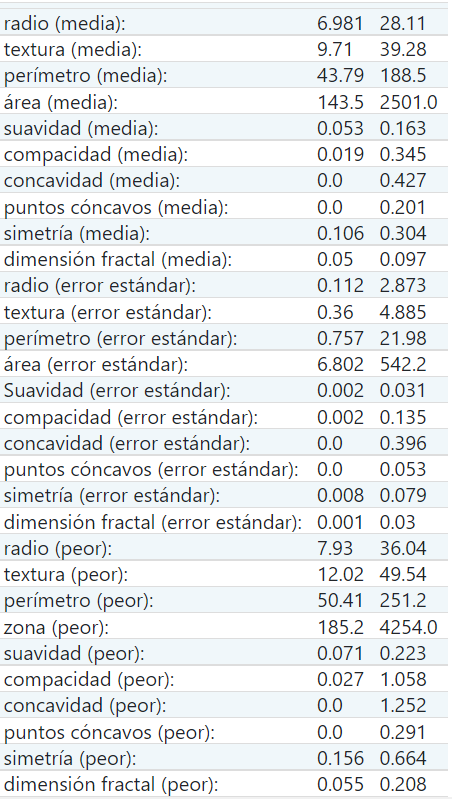 radio (media): 6.981 28.11
textura (media): 9.71 39.28
perímetro (media): 43.79 188.5
área (media): 143.5 2501.0
suavidad (media): 0.053 0.163
compacidad (media): 0.019 0.345
concavidad (media): 0.0 0.427
puntos cóncavos (media): 0.0 0.201
simetría (media): 0.106 0.304
dimensión fractal (media): 0.05 0.097
radio (error estándar): 0.112 2.873
textura (error estándar): 0.36 4.885
perímetro (error estándar): 0.757 21.98
área (error estándar): 6.802 542.2
Suavidad (error estándar): 0.002 0.031
compacidad (error estándar): 0.002 0.135
concavidad (error estándar): 0.0 0.396
puntos cóncavos (error estándar): 0.0 0.053
simetría (error estándar): 0.008 0.079
dimensión fractal (error estándar): 0.001 0.03
radio (peor): 7.93 36.04
textura (peor): 12.02 49.54
perímetro (peor): 50.41 251.2
zona (peor): 185.2 4254.0
suavidad (peor): 0.071 0.223
compacidad (peor): 0.027 1.058
concavidad (peor): 0.0 1.252
puntos cóncavos (peor): 0.0 0.291
simetría (peor): 0.156 0.664
dimensión fractal (peor): 0.055 0.208